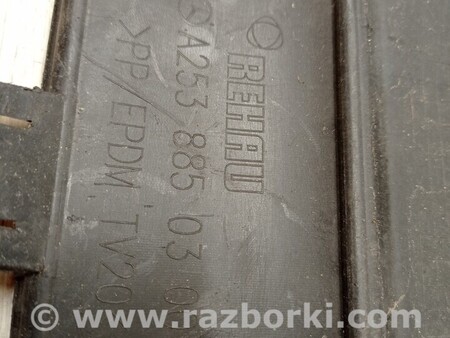 REHAU
A253 885 03 0
>PP/EPDM TV20
www.razborki.com